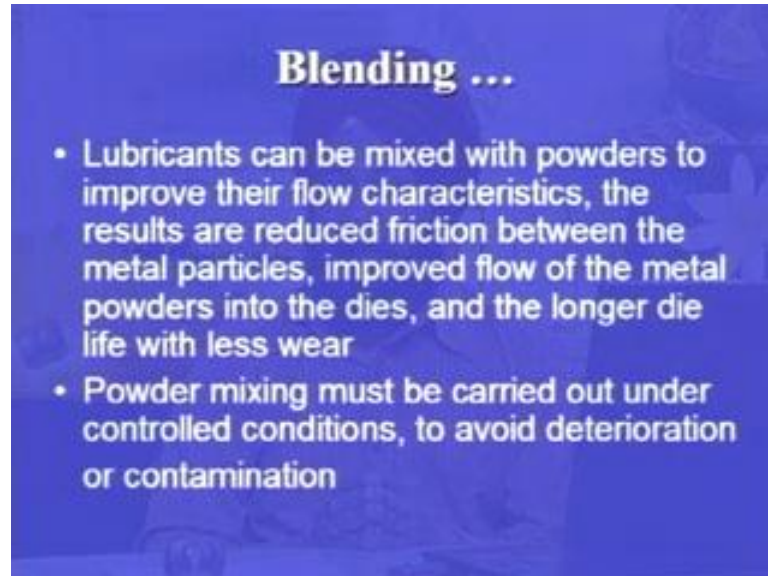 Blending ...
• Lubricants can be mixed with powders to
improve their flow characteristics, the
results are reduced friction between the
metal particles, improved flow of the metal
powders into the dies, and the longer die
life with less wear
• Powder mixing must be carried out under
controlled conditions, to avoid deterioration
or contamination